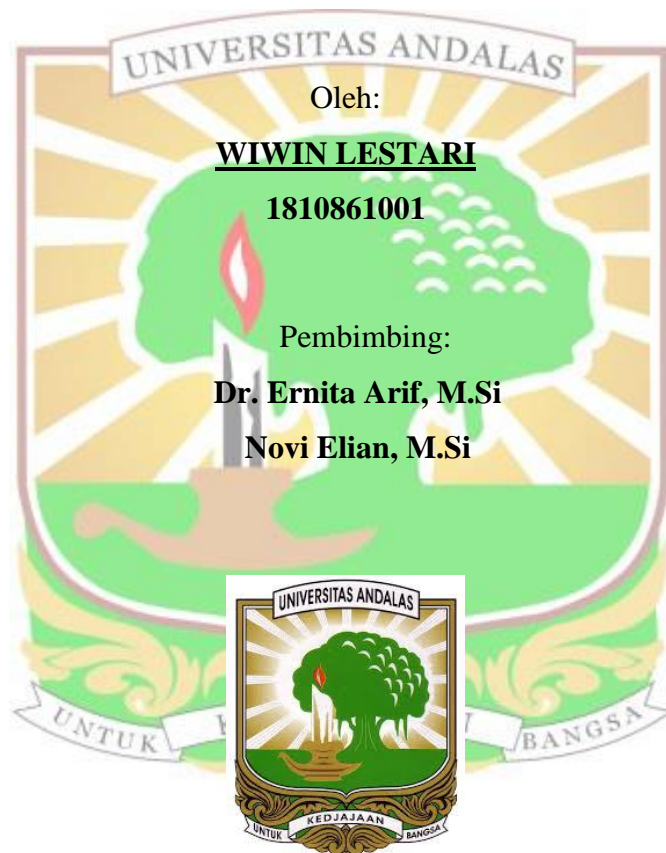 UNIVERSITAS ANDALAS
Oleh:
WIWIN LESTARI
1810861001
Pembimbing:
Dr. Ernita Arif, M.Si
Novi Elian, M.Si
UNIVERSITAS ANDALAS
UNTUK BANGSA
UNTUK KEDJAJAAN BANGSA